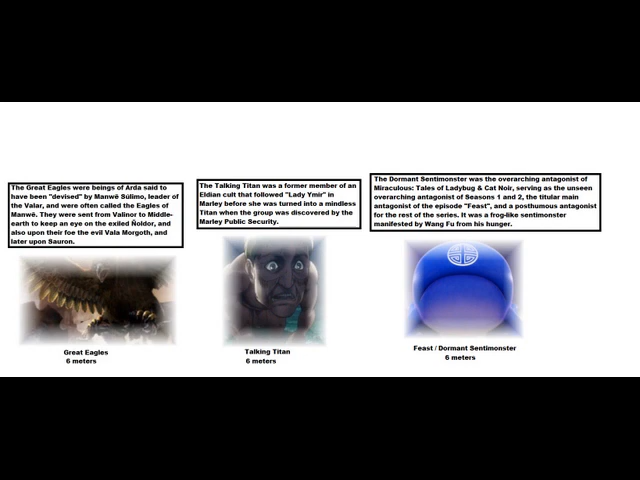 The Great Eagles were beings of Arda said to
have been "devised" by Manwë Súlimo, leader of
the Valar, and were often called the Eagles of
Manwë. They were sent from Valinor to Middle-
earth to keep an eye on the exiled Ñoldor, and
also upon their foe the evil Vala Morgoth, and
later upon Sauron.
Great Eagles
6 meters
The Talking Titan was a former member of an
Eldian cult that followed "Lady Ymir" in
Marley before she was turned into a mindless
Titan when the group was discovered by the
Marley Public Security.
Talking Titan
6 meters
The Dormant Sentimonster was the overarching antagonist of
Miraculous: Tales of Ladybug & Cat Noir, serving as the unseen
overarching antagonist of Seasons 1 and 2, the titular main
antagonist of the episode "Feast", and a posthumous antagonist
for the rest of the series. It was a frog-like sentimonster
manifested by Wang Fu from his hunger.
Feast / Dormant Sentimonster
6 meters